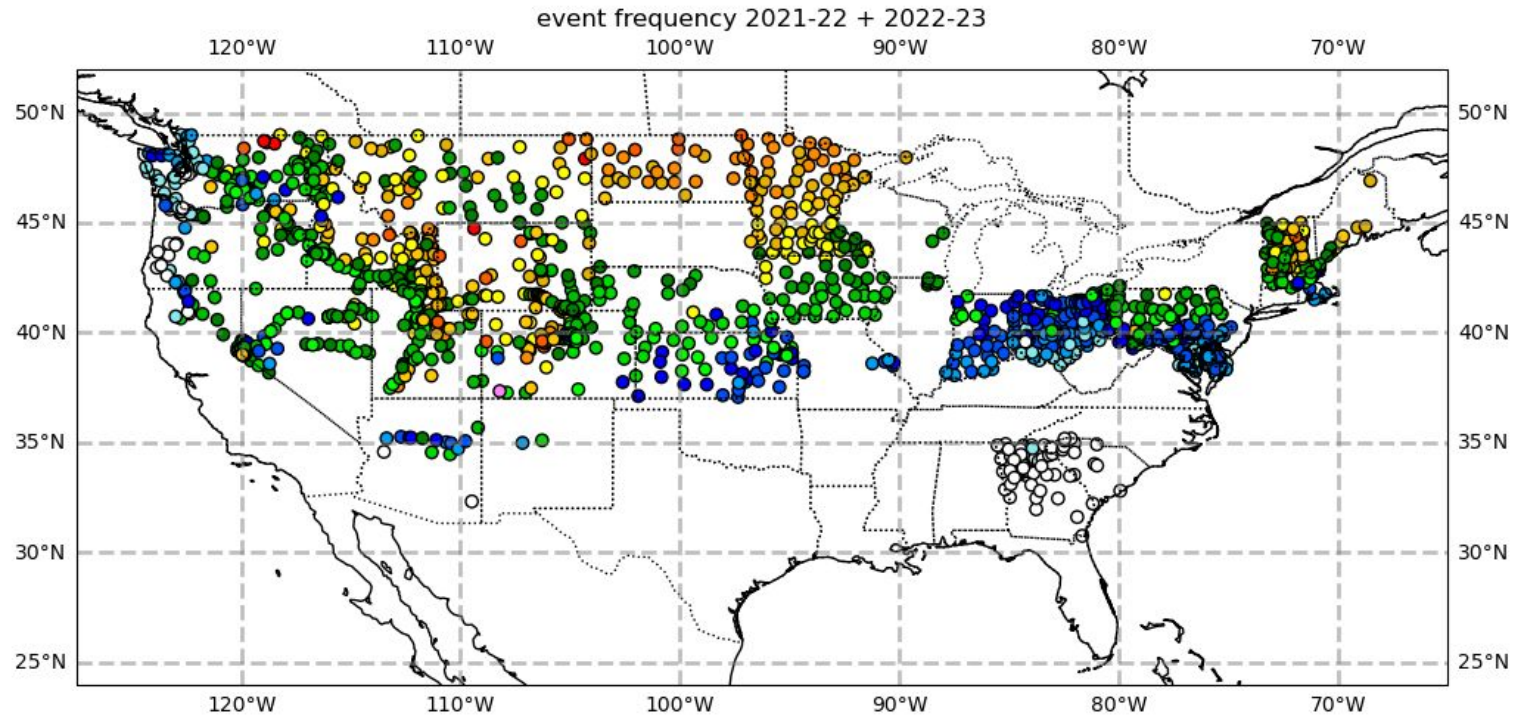 event frequency 2021-22 + 2022-23
120°W 110°W 100°W 90°W 80°W 70°W
50°N 50°N
45°N 45°N
40°N 40°N
35°N 35°N
30°N 30°N
25°N 25°N
120°W 110°W 100°W 90°W 80°W 70°W